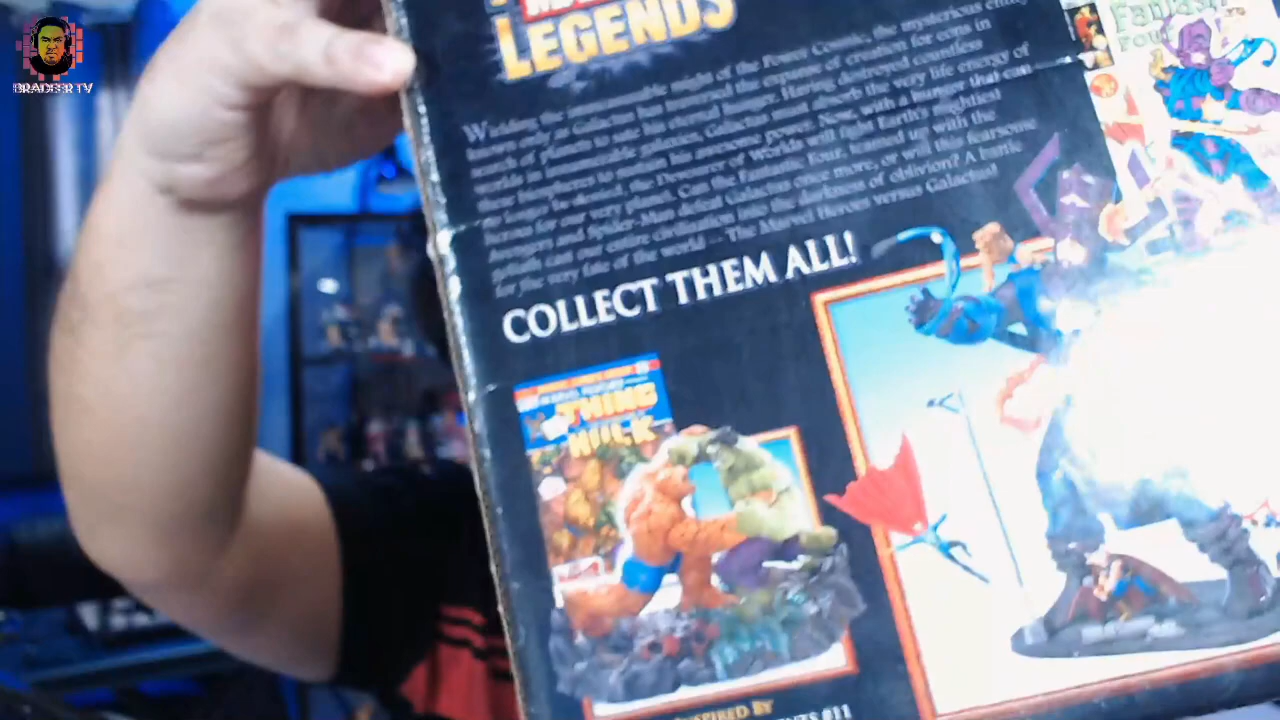 BRADEER TV
LEGENDS
Wielding the immeasurable might of the Power Cosmic, the mysterious entity
known only as Galactus has roamed the expanse of creation for eons in
search of planets to sate his eternal hunger. Having destroyed countless
worlds in innumerable galaxies, Galactus must absorb the very life energy of
these biospheres to maintain his awesome power. Now, with a hunger that can
no longer be denied, the Devourer of Worlds will fight Earth's mightiest
heroes for our very planet. Can the Fantastic Four, teamed up with the
Avengers and Spider-Man defeat Galactus once more, or will this fearsome
goliath cast our entire civilization into the darkness of oblivion? A battle
for the very fate of the world -- The Marvel Heroes versus Galactus!
COLLECT THEM ALL!
Fantastic
Four
THING
HULK
INSPIRED BY
#11